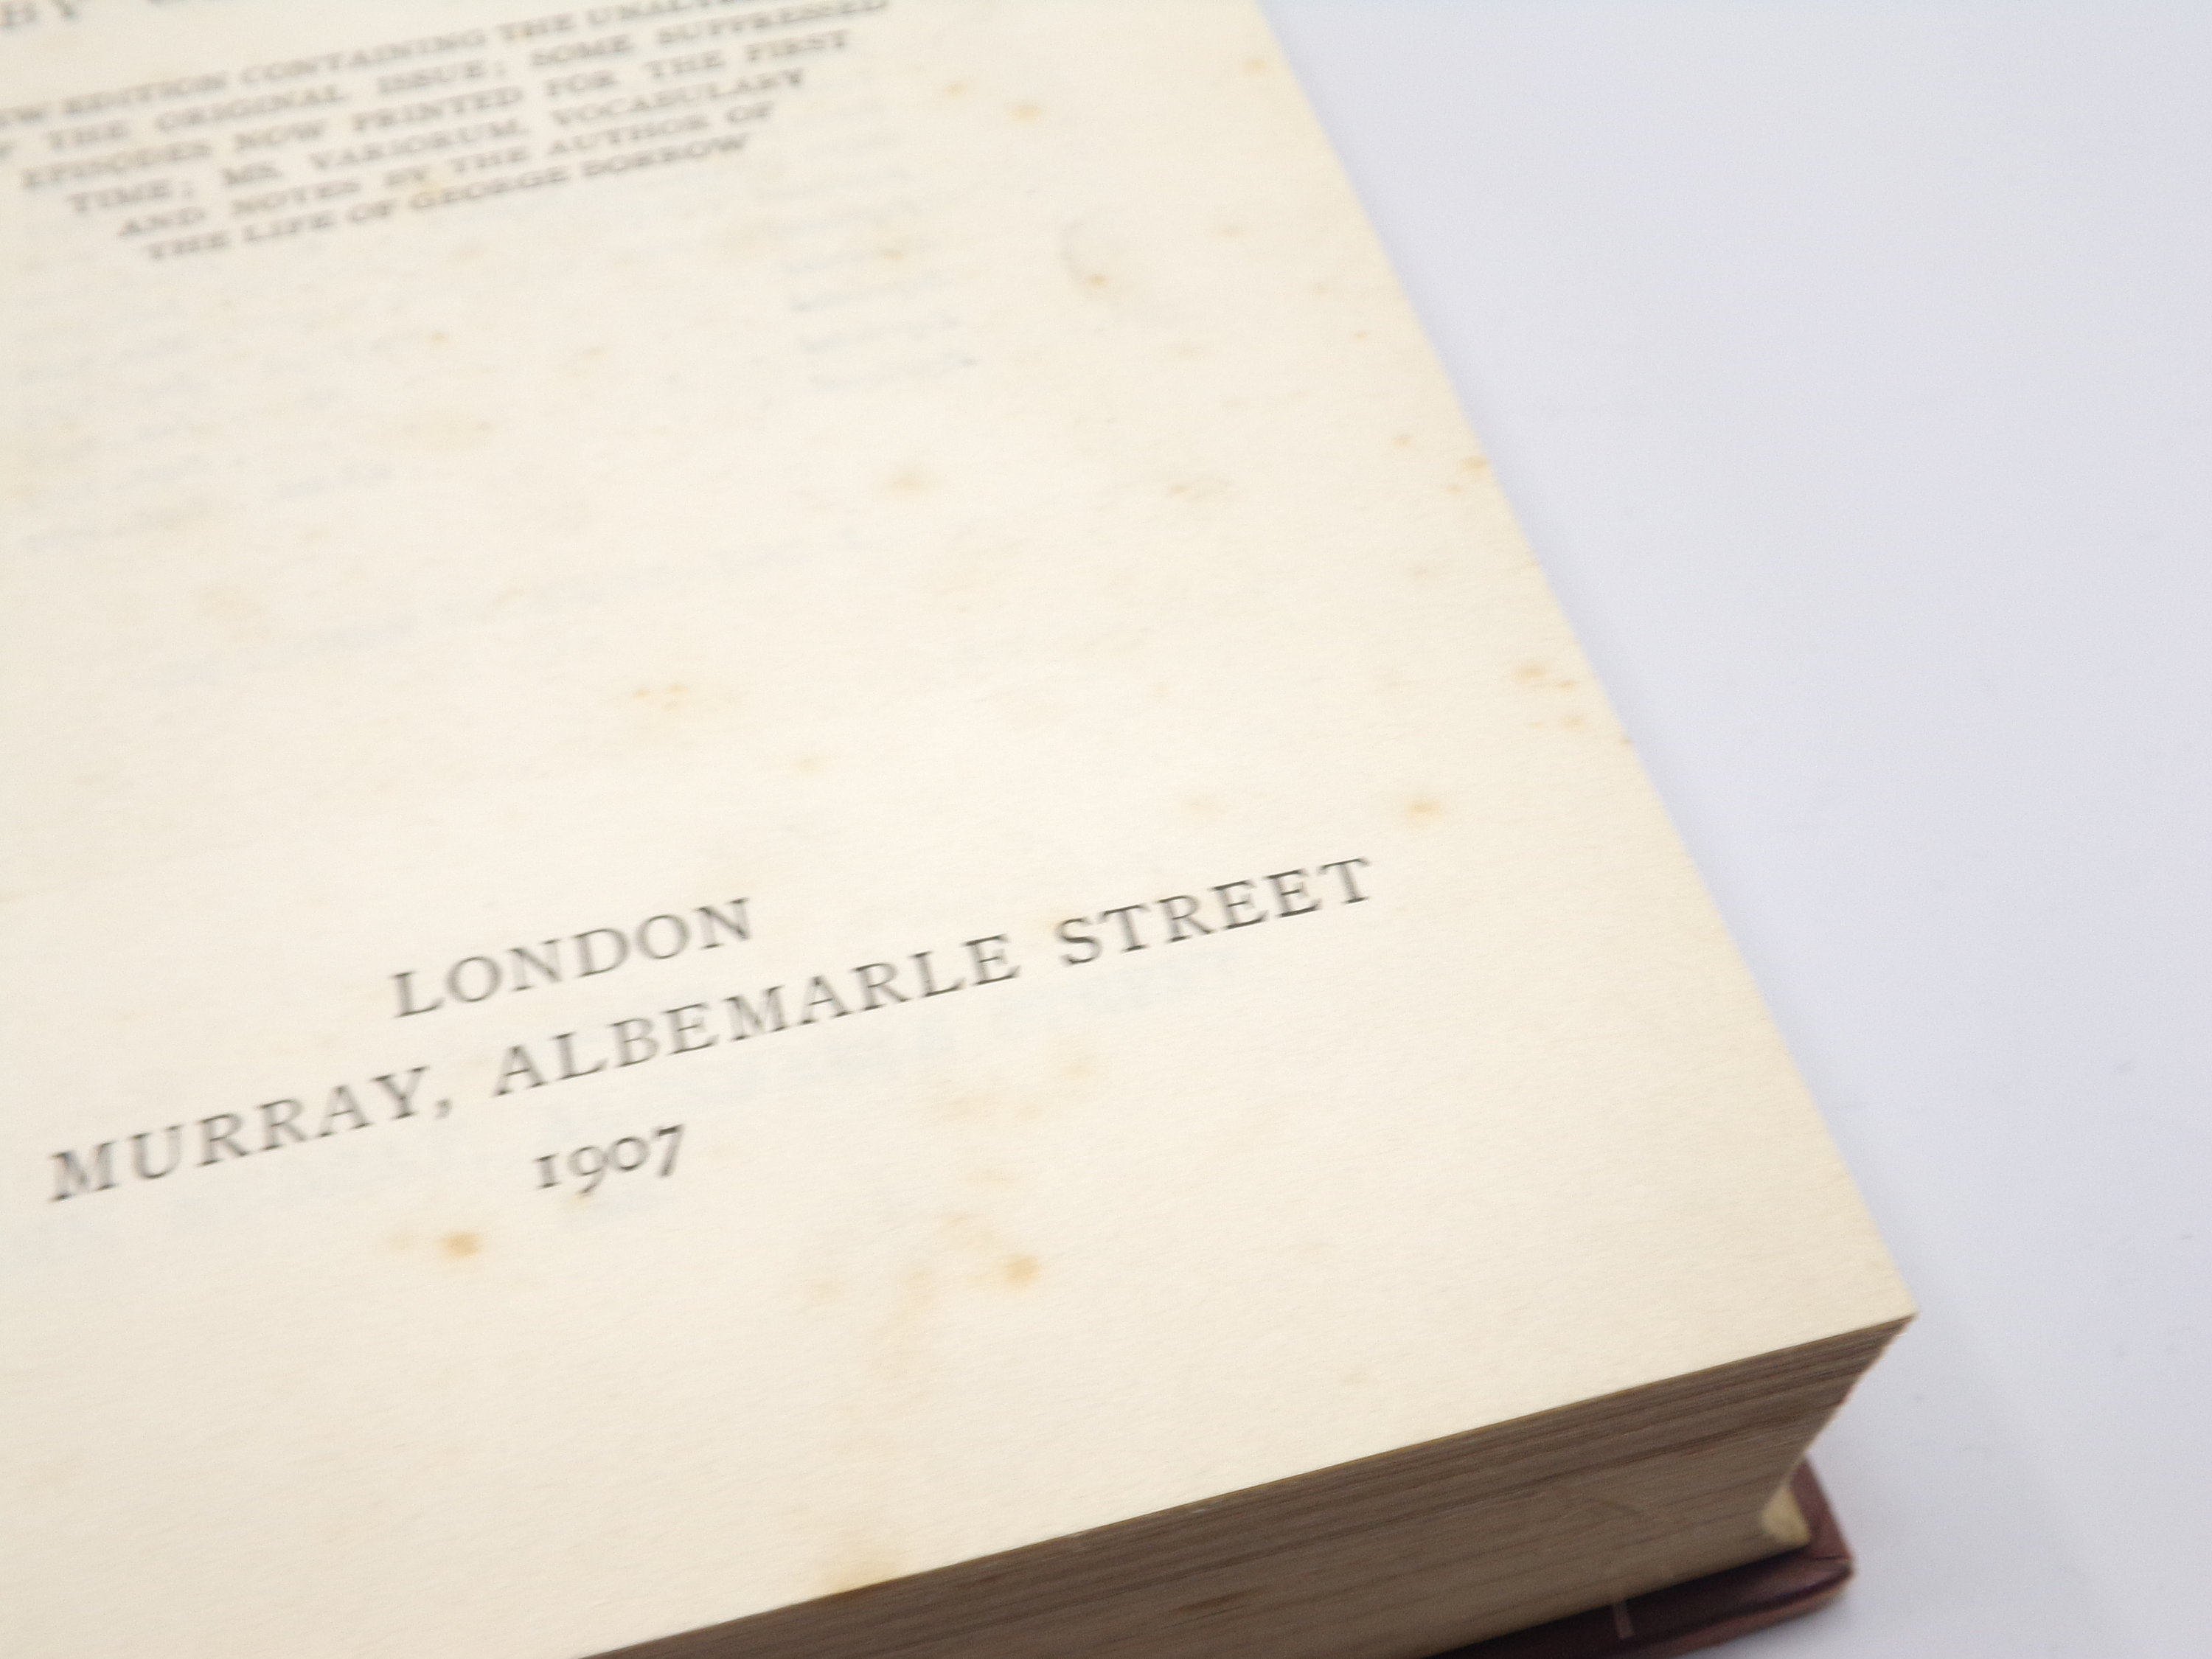 BY
EDITION CONTAINING THE
THE ORIGINAL ISSUE; SOME SUPPRESSED
EPISODES NOW PRINTED FOR THE FIRST
TIME; MS. VARIORUM, VOCABULARY
AND NOTES BY THE AUTHOR OF
THE LIFE OF GEORGE BORROW
LONDON
MURRAY, ALBEMARLE STREET
1907